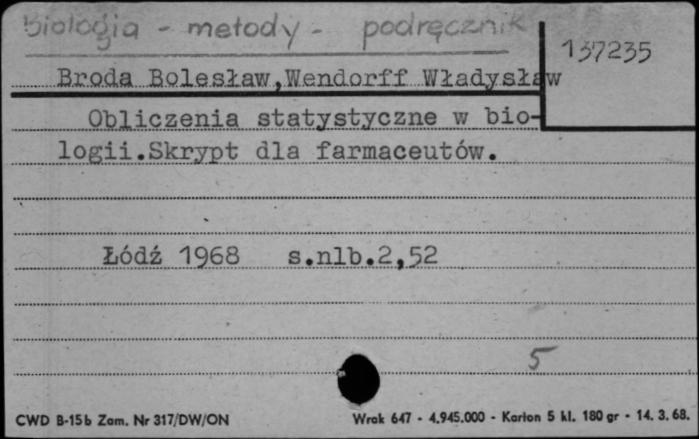 biologia - metody - podręcznik
137235
Broda Bolesław,Wendorff Władysław
Obliczenia statystyczne w bio-
logii.Skrypt dla farmaceutów.
Łódź 1968 s.nlb.2,52
5
CWD B-15b Zam. Nr 317/DW/ON Wrak 647 - 4.945.000 - Karton 5 kl. 180 gr - 14. 3. 68.